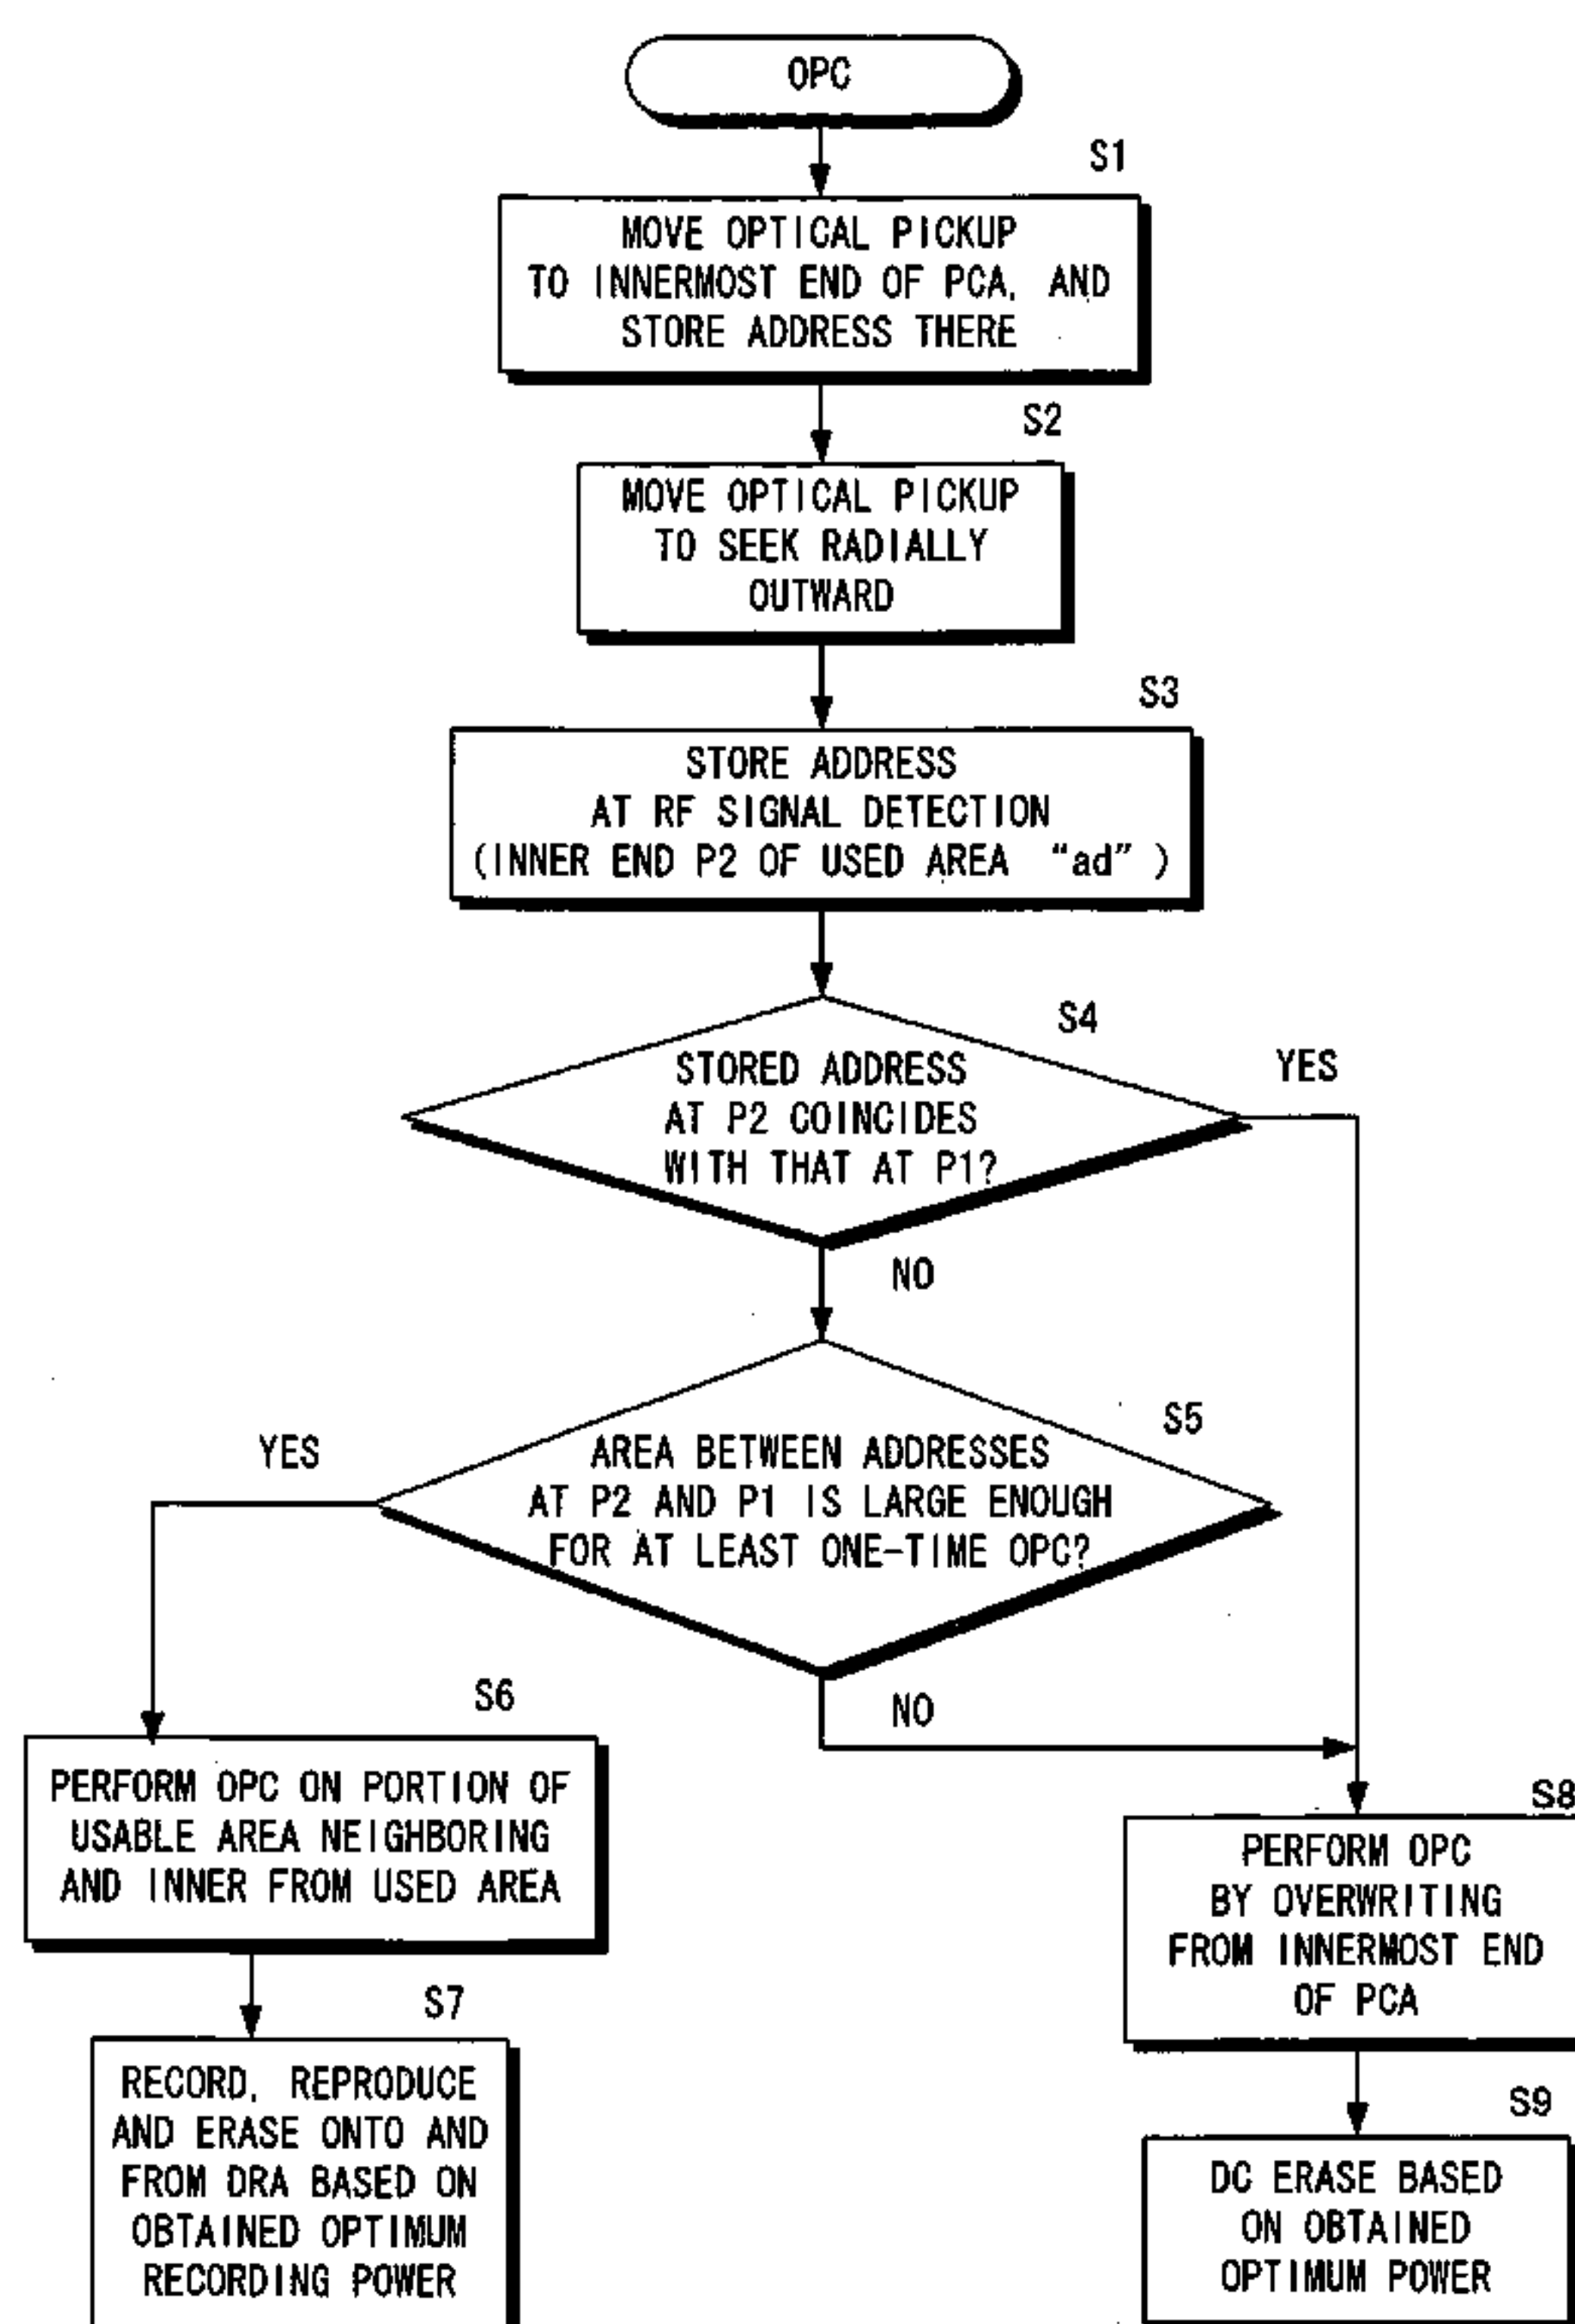 OPC
S1
MOVE OPTICAL PICKUP
TO INNERMOST END OF PCA, AND
STORE ADDRESS THERE
S2
MOVE OPTICAL PICKUP
TO SEEK RADIALLY
OUTWARD
S3
STORE ADDRESS
AT RF SIGNAL DETECTION
(INNER END P2 OF USED AREA “ad”)
S4
STORED ADDRESS
AT P2 COINCIDES
WITH THAT AT P1?
YES
NO
S5
AREA BETWEEN ADDRESSES
AT P2 AND P1 IS LARGE ENOUGH
FOR AT LEAST ONE-TIME OPC?
YES
NO
S6
PERFORM OPC ON PORTION OF
USABLE AREA NEIGHBORING
AND INNER FROM USED AREA
S7
RECORD, REPRODUCE
AND ERASE ONTO AND
FROM DRA BASED ON
OBTAINED OPTIMUM
RECORDING POWER
S8
PERFORM OPC
BY OVERWRITING
FROM INNERMOST END
OF PCA
S9
DC ERASE BASED
ON OBTAINED
OPTIMUM POWER